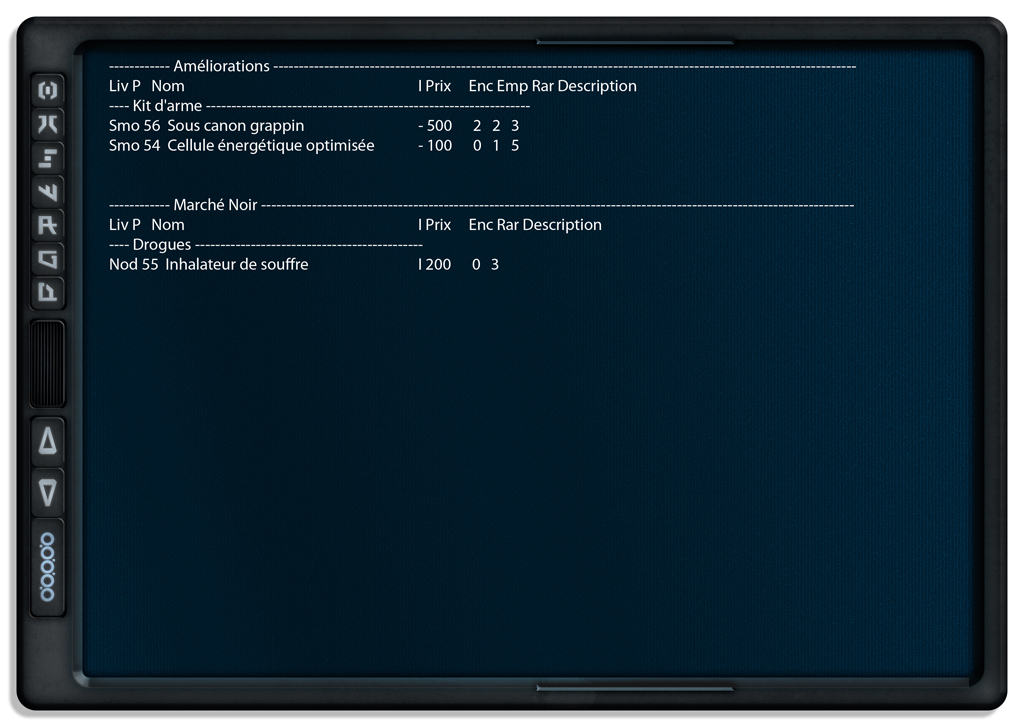 ------------ Améliorations -------------------------------------------------------------------------------------------------------------------
Liv P Nom l Prix Enc Emp Rar Description
---- Kit d'arme ----------------------------------------------------------------
Smo 56 Sous canon grappin - 500 2 2 3
Smo 54 Cellule énergétique optimisée - 100 0 1 5
------------ Marché Noir ---------------------------------------------------------------------------------------------------------------------
Liv P Nom l Prix Enc Rar Description
---- Drogues ---------------------------------------------
Nod 55 Inhalateur de souffre l 200 0 3